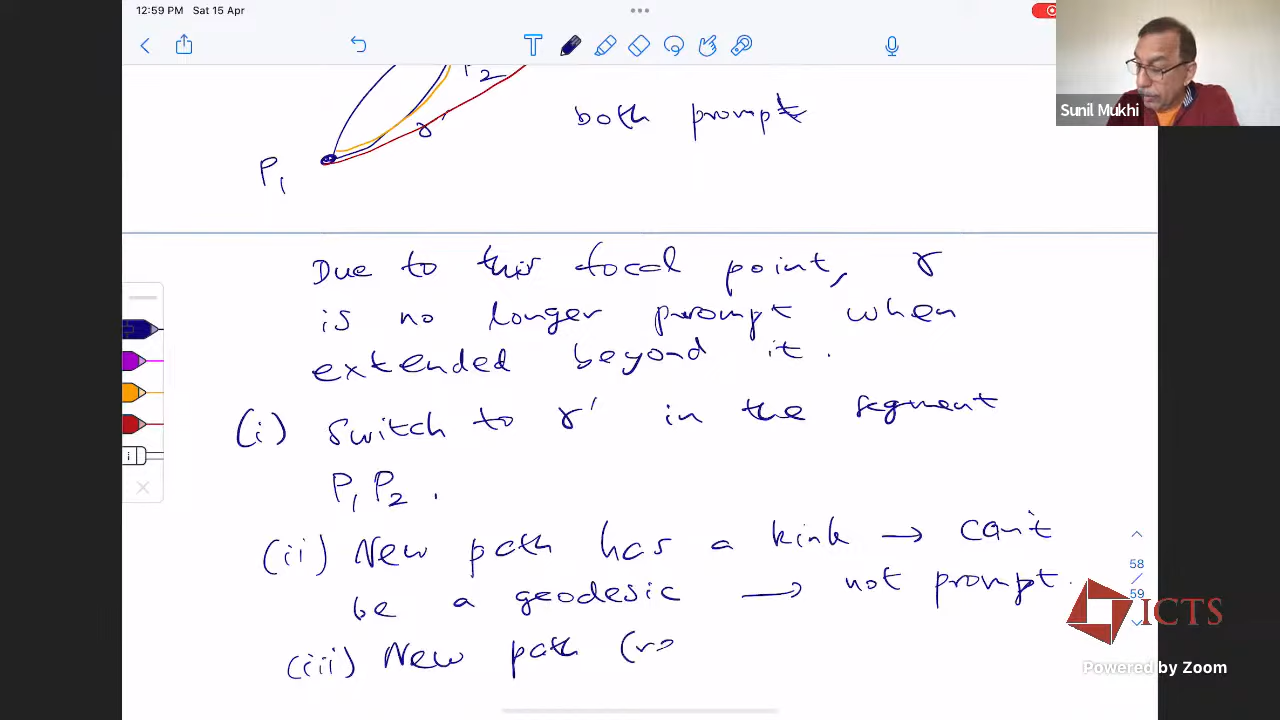 12:59 PM Sat 15 Apr
Sunil Mukhi
P2
both prompt
γ'
P1
Due to this focal point, γ
is no longer prompt when
extended beyond it.
(i) Switch to γ' in the segment
P1P2.
(ii) New path has a kink → can't
be a geodesic → not prompt.
(iii) New path (
58
59
ICTS
Powered by Zoom